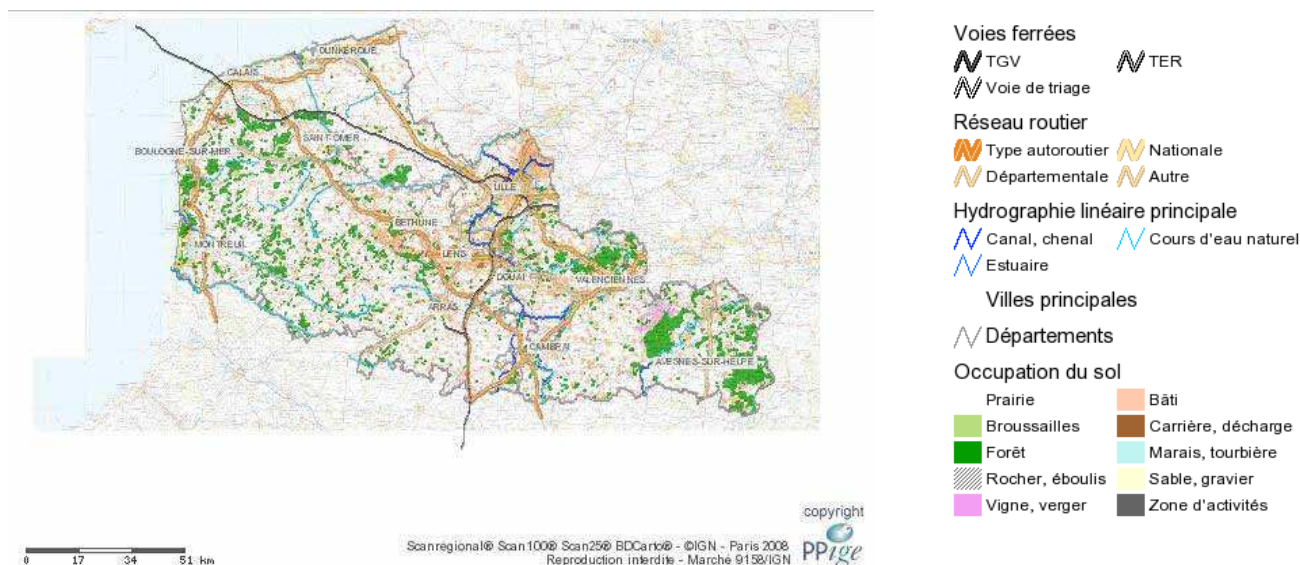 DUNKERQUE
CALAIS
SAINT-OMER
BOULOGNE-SUR-MER
LILLE
BETHUNE
MONTREUIL
LENS
DOUAI
VALENCIENNES
ARRAS
CAMBRAI
AVESNES-SUR-HELPE
0 17 34 51 km
Scanregional® Scan100® Scan25® BDCarto® - ©IGN - Paris 2008
Reproduction interdite - Marché 9158/IGN
copyright
PPige
Voies ferrées
TGV TER
Voie de triage
Réseau routier
Type autoroutier Nationale
Départementale Autre
Hydrographie linéaire principale
Canal, chenal Cours d'eau naturel
Estuaire
Villes principales
Départements
Occupation du sol
Prairie Bâti
Broussailles Carrière, décharge
Forêt Marais, tourbière
Rocher, éboulis Sable, gravier
Vigne, verger Zone d'activités